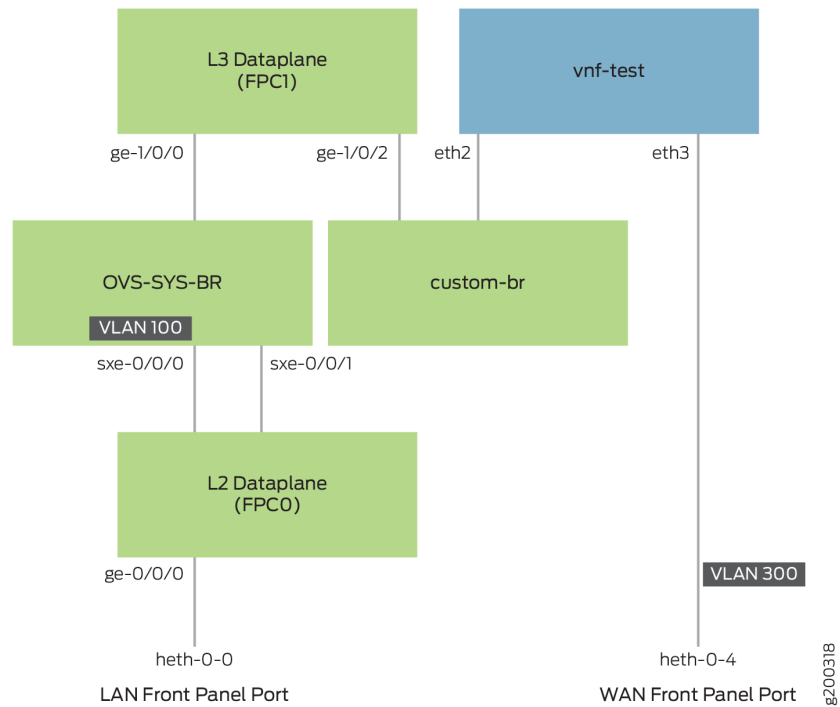 L3 Dataplane
(FPC1)
vnf-test
ge-1/0/0
ge-1/0/2
eth2
eth3
OVS-SYS-BR
custom-br
VLAN 100
sxe-0/0/0
sxe-0/0/1
L2 Dataplane
(FPC0)
ge-0/0/0
VLAN 300
heth-0-0
heth-0-4
LAN Front Panel Port
WAN Front Panel Port
g200318